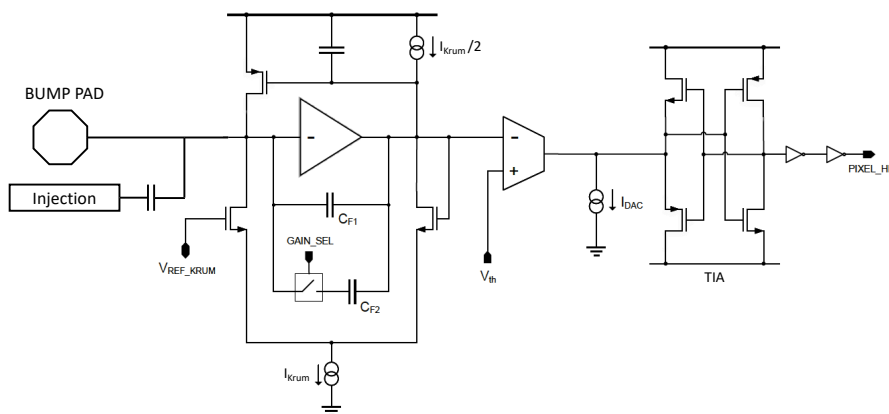 I_Krum/2
BUMP PAD
Injection
C_F1
GAIN_SEL
V_REF_KRUM
C_F2
I_Krum
V_th
I_DAC
TIA
PIXEL_HI